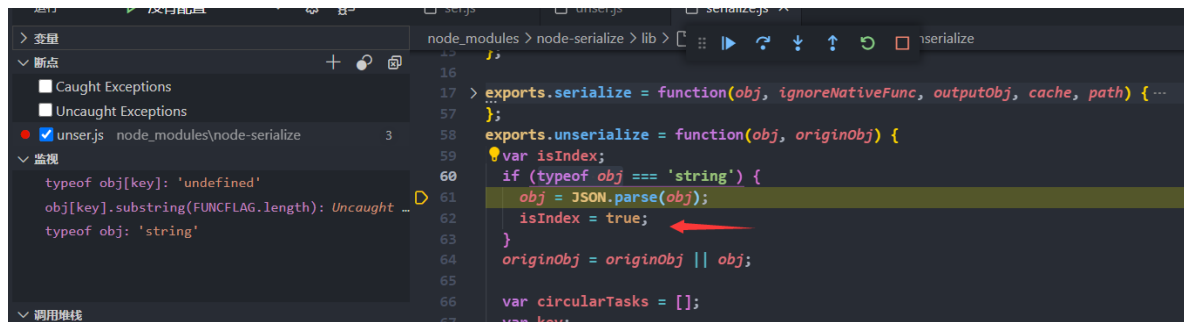 运行 没有配置
ser.js unser.js serialize.js
变量
断点
Caught Exceptions
Uncaught Exceptions
unser.js node_modules\node-serialize 3
监视
typeof obj[key]: 'undefined'
obj[key].substring(FUNCFLAG.length): Uncaught …
typeof obj: 'string'
调用堆栈
node_modules > node-serialize > lib > nserialize
15 };
16
17 exports.serialize = function(obj, ignoreNativeFunc, outputObj, cache, path) { ···
57 };
58 exports.unserialize = function(obj, originObj) {
59 var isIndex;
60 if (typeof obj === 'string') {
61 obj = JSON.parse(obj);
62 isIndex = true;
63 }
64 originObj = originObj || obj;
65
66 var circularTasks = [];
67 var key;